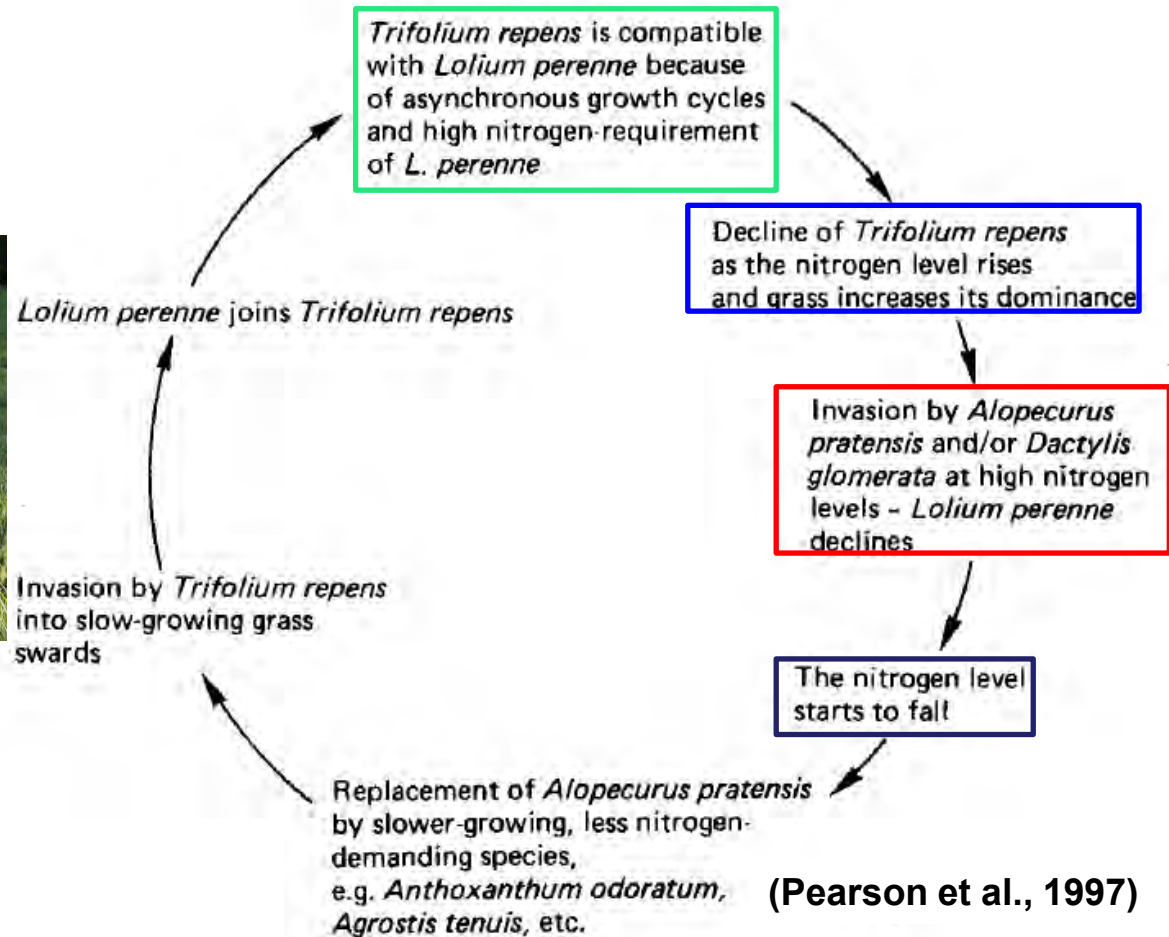 Trifolium repens is compatible
with Lolium perenne because
of asynchronous growth cycles
and high nitrogen requirement
of L. perenne
Decline of Trifolium repens
as the nitrogen level rises
and grass increases its dominance
Invasion by Alopecurus
pratensis and/or Dactylis
glomerata at high nitrogen
levels - Lolium perenne
declines
The nitrogen level
starts to fall
Replacement of Alopecurus pratensis
by slower-growing, less nitrogen-
demanding species,
e.g. Anthoxanthum odoratum,
Agrostis tenuis, etc.
Invasion by Trifolium repens
into slow-growing grass
swards
Lolium perenne joins Trifolium repens
(Pearson et al., 1997)